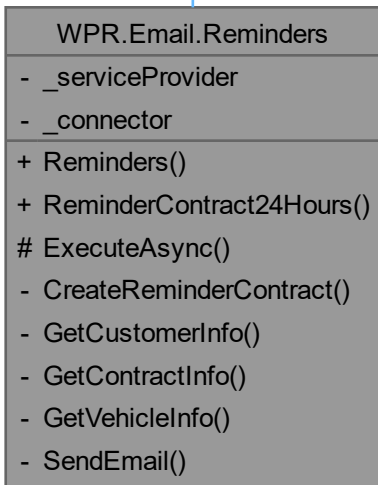 WPR.Email.Reminders
- _serviceProvider
- _connector
+ Reminders()
+ ReminderContract24Hours()
# ExecuteAsync()
- CreateReminderContract()
- GetCustomerInfo()
- GetContractInfo()
- GetVehicleInfo()
- SendEmail()